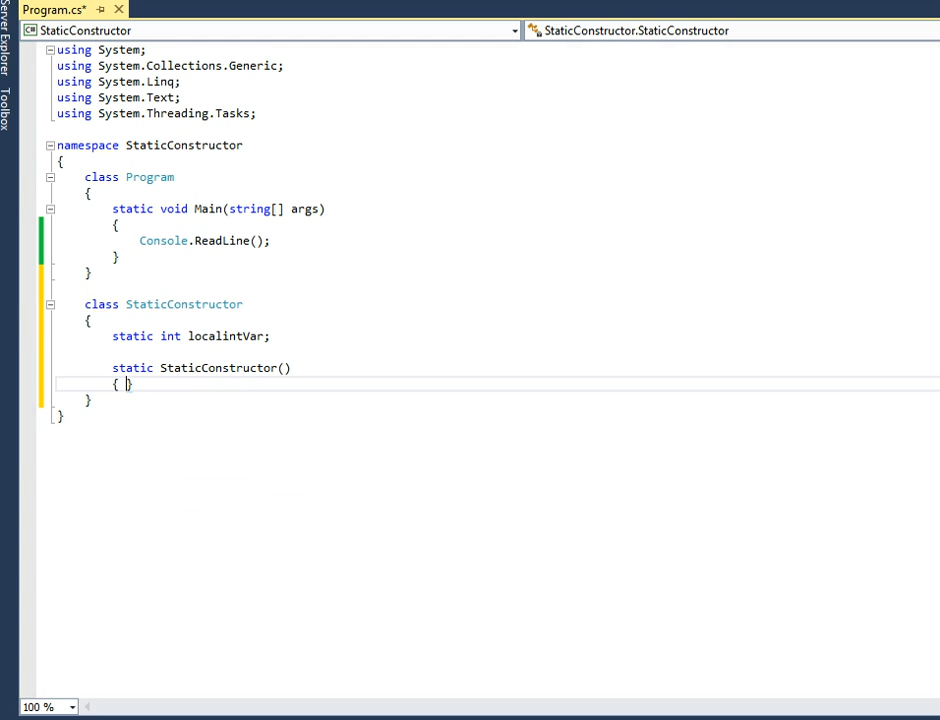 Program.cs*
Server Explorer
Toolbox
C# StaticConstructor
StaticConstructor.StaticConstructor
using System;
using System.Collections.Generic;
using System.Linq;
using System.Text;
using System.Threading.Tasks;
namespace StaticConstructor
{
class Program
{
static void Main(string[] args)
{
Console.ReadLine();
}
}
class StaticConstructor
{
static int localintVar;
static StaticConstructor()
{ }
}
}
100 %